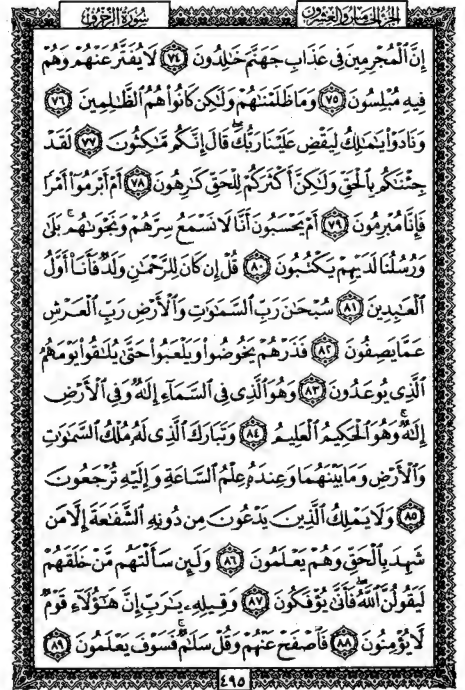 الجزء الخامس والعشرون سورة الزخرف
إِنَّ ٱلْمُجْرِمِينَ فِى عَذَابِ جَهَنَّمَ خَٰلِدُونَ ٧٤ لَا يُفَتَّرُ عَنْهُمْ وَهُمْ
فِيهِ مُبْلِسُونَ ٧٥ وَمَا ظَلَمْنَٰهُمْ وَلَٰكِن كَانُوا۟ هُمُ ٱلظَّٰلِمِينَ ٧٦
وَنَادَوْا۟ يَٰمَٰلِكُ لِيَقْضِ عَلَيْنَا رَبُّكَ ۖ قَالَ إِنَّكُم مَّٰكِثُونَ ٧٧ لَقَدْ
جِئْنَٰكُم بِٱلْحَقِّ وَلَٰكِنَّ أَكْثَرَكُمْ لِلْحَقِّ كَٰرِهُونَ ٧٨ أَمْ أَبْرَمُوٓا۟ أَمْرًا
فَإِنَّا مُبْرِمُونَ ٧٩ أَمْ يَحْسَبُونَ أَنَّا لَا نَسْمَعُ سِرَّهُمْ وَنَجْوَىٰهُم ۚ بَلَىٰ
وَرُسُلُنَا لَدَيْهِمْ يَكْتُبُونَ ٨٠ قُلْ إِن كَانَ لِلرَّحْمَٰنِ وَلَدٌ فَأَنَا۠ أَوَّلُ
ٱلْعَٰبِدِينَ ٨١ سُبْحَٰنَ رَبِّ ٱلسَّمَٰوَٰتِ وَٱلْأَرْضِ رَبِّ ٱلْعَرْشِ
عَمَّا يَصِفُونَ ٨٢ فَذَرْهُمْ يَخُوضُوا۟ وَيَلْعَبُوا۟ حَتَّىٰ يُلَٰقُوا۟ يَوْمَهُمُ
ٱلَّذِى يُوعَدُونَ ٨٣ وَهُوَ ٱلَّذِى فِى ٱلسَّمَآءِ إِلَٰهٌ وَفِى ٱلْأَرْضِ
إِلَٰهٌ ۚ وَهُوَ ٱلْحَكِيمُ ٱلْعَلِيمُ ٨٤ وَتَبَارَكَ ٱلَّذِى لَهُۥ مُلْكُ ٱلسَّمَٰوَٰتِ
وَٱلْأَرْضِ وَمَا بَيْنَهُمَا وَعِندَهُۥ عِلْمُ ٱلسَّاعَةِ وَإِلَيْهِ تُرْجَعُونَ
٨٥ وَلَا يَمْلِكُ ٱلَّذِينَ يَدْعُونَ مِن دُونِهِ ٱلشَّفَٰعَةَ إِلَّا مَن
شَهِدَ بِٱلْحَقِّ وَهُمْ يَعْلَمُونَ ٨٦ وَلَئِن سَأَلْتَهُم مَّنْ خَلَقَهُمْ
لَيَقُولُنَّ ٱللَّهُ ۖ فَأَنَّىٰ يُؤْفَكُونَ ٨٧ وَقِيلِهِۦ يَٰرَبِّ إِنَّ هَٰٓؤُلَآءِ قَوْمٌ
لَّا يُؤْمِنُونَ ٨٨ فَٱصْفَحْ عَنْهُمْ وَقُلْ سَلَٰمٌ ۚ فَسَوْفَ يَعْلَمُونَ ٨٩
٤٩٥